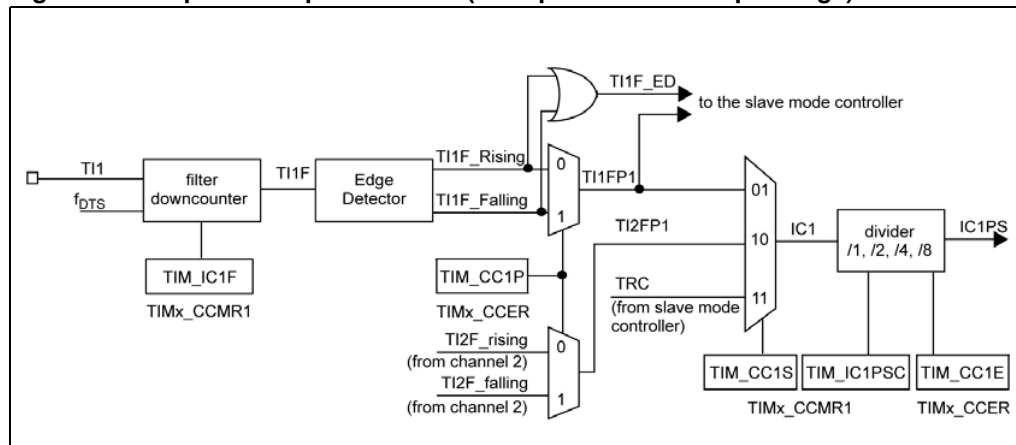 TI1F_ED
to the slave mode controller
TI1
filter
downcounter
fDTS
TI1F
Edge
Detector
TI1F_Rising
TI1F_Falling
0
1
TI1FP1
TI2FP1
01
10
11
IC1
divider
/1, /2, /4, /8
IC1PS
TIM_IC1F
TIMx_CCMR1
TIM_CC1P
TIMx_CCER
TRC
(from slave mode
controller)
TI2F_rising
(from channel 2)
TI2F_falling
(from channel 2)
0
1
TIM_CC1S
TIM_IC1PSC
TIM_CC1E
TIMx_CCMR1
TIMx_CCER